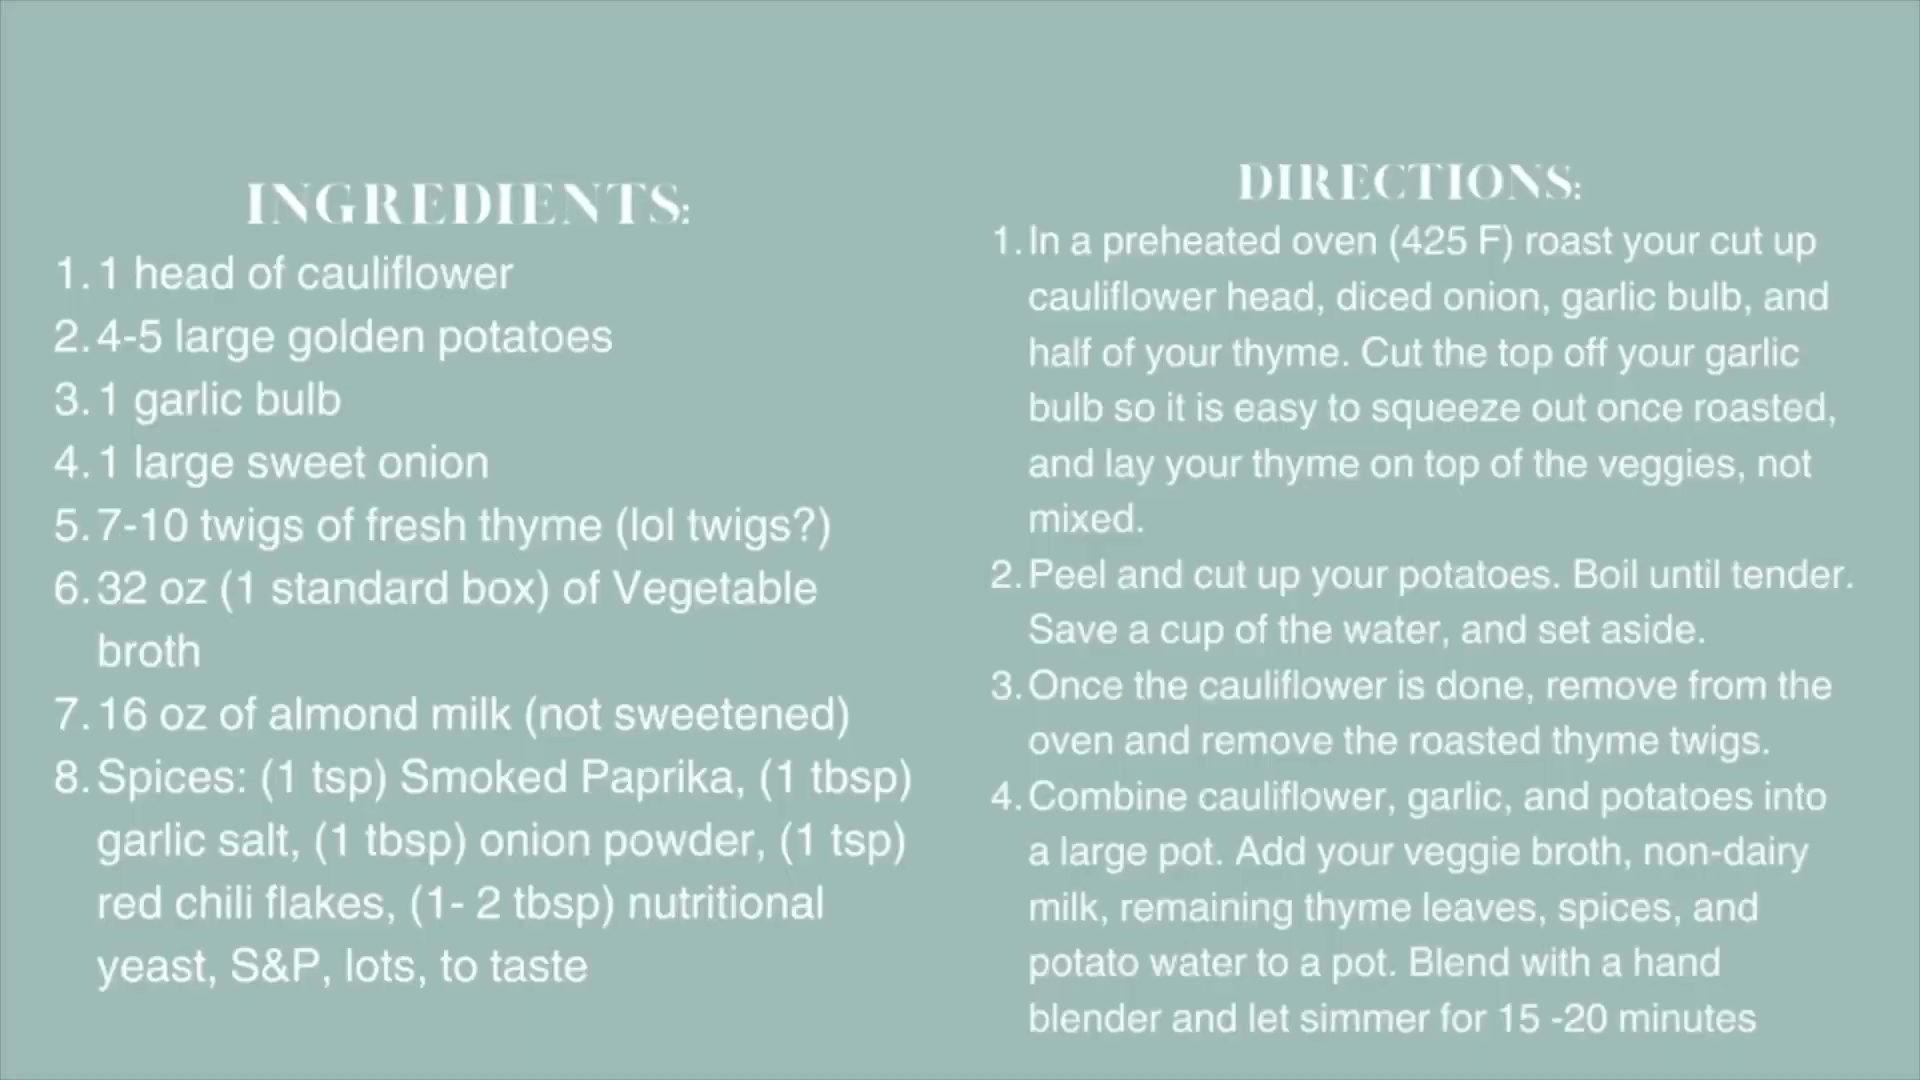 INGREDIENTS:
1. 1 head of cauliflower
2. 4-5 large golden potatoes
3. 1 garlic bulb
4. 1 large sweet onion
5. 7-10 twigs of fresh thyme (lol twigs?)
6. 32 oz (1 standard box) of Vegetable
broth
7. 16 oz of almond milk (not sweetened)
8. Spices: (1 tsp) Smoked Paprika, (1 tbsp)
garlic salt, (1 tbsp) onion powder, (1 tsp)
red chili flakes, (1- 2 tbsp) nutritional
yeast, S&P, lots, to taste
DIRECTIONS:
1. In a preheated oven (425 F) roast your cut up
cauliflower head, diced onion, garlic bulb, and
half of your thyme. Cut the top off your garlic
bulb so it is easy to squeeze out once roasted,
and lay your thyme on top of the veggies, not
mixed.
2. Peel and cut up your potatoes. Boil until tender.
Save a cup of the water, and set aside.
3. Once the cauliflower is done, remove from the
oven and remove the roasted thyme twigs.
4. Combine cauliflower, garlic, and potatoes into
a large pot. Add your veggie broth, non-dairy
milk, remaining thyme leaves, spices, and
potato water to a pot. Blend with a hand
blender and let simmer for 15 -20 minutes